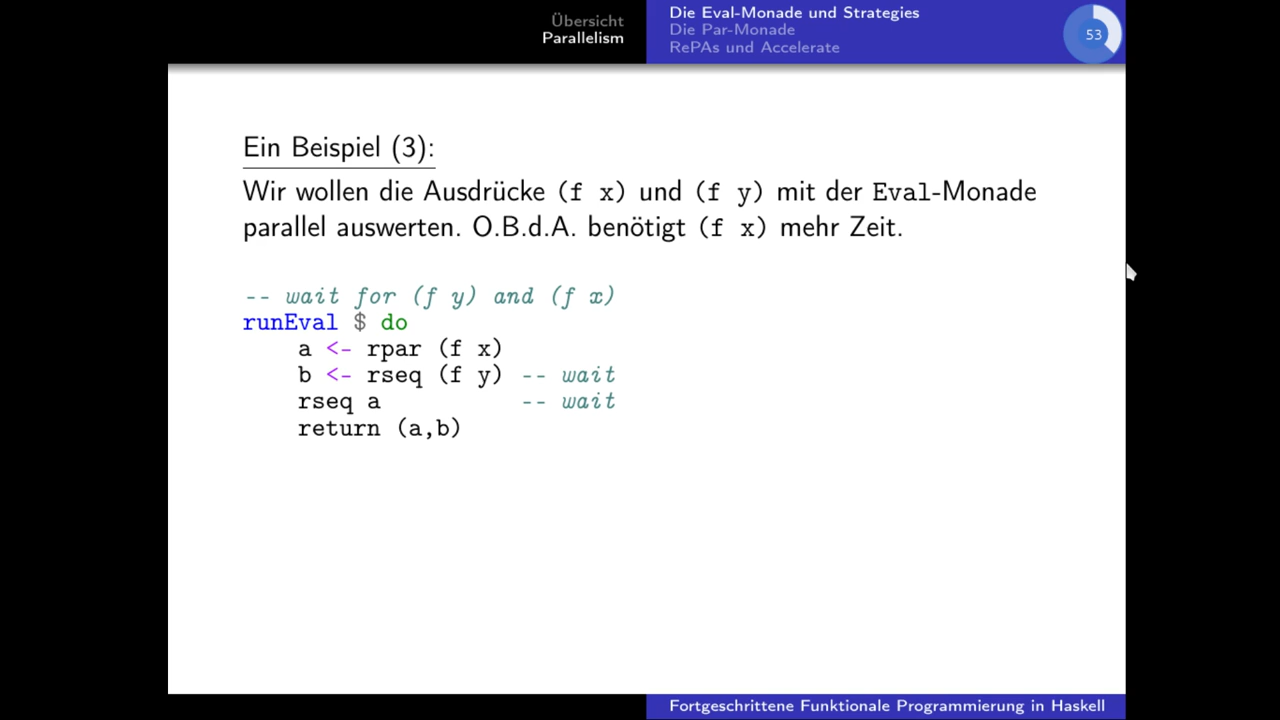 Übersicht
Parallelism
Die Eval-Monade und Strategies
Die Par-Monade
RePAs und Accelerate
53
Ein Beispiel (3):
Wir wollen die Ausdrücke (f x) und (f y) mit der Eval-Monade
parallel auswerten. O.B.d.A. benötigt (f x) mehr Zeit.
-- wait for (f y) and (f x)
runEval $ do
    a <- rpar (f x)
    b <- rseq (f y) -- wait
    rseq a          -- wait
    return (a,b)
Fortgeschrittene Funktionale Programmierung in Haskell